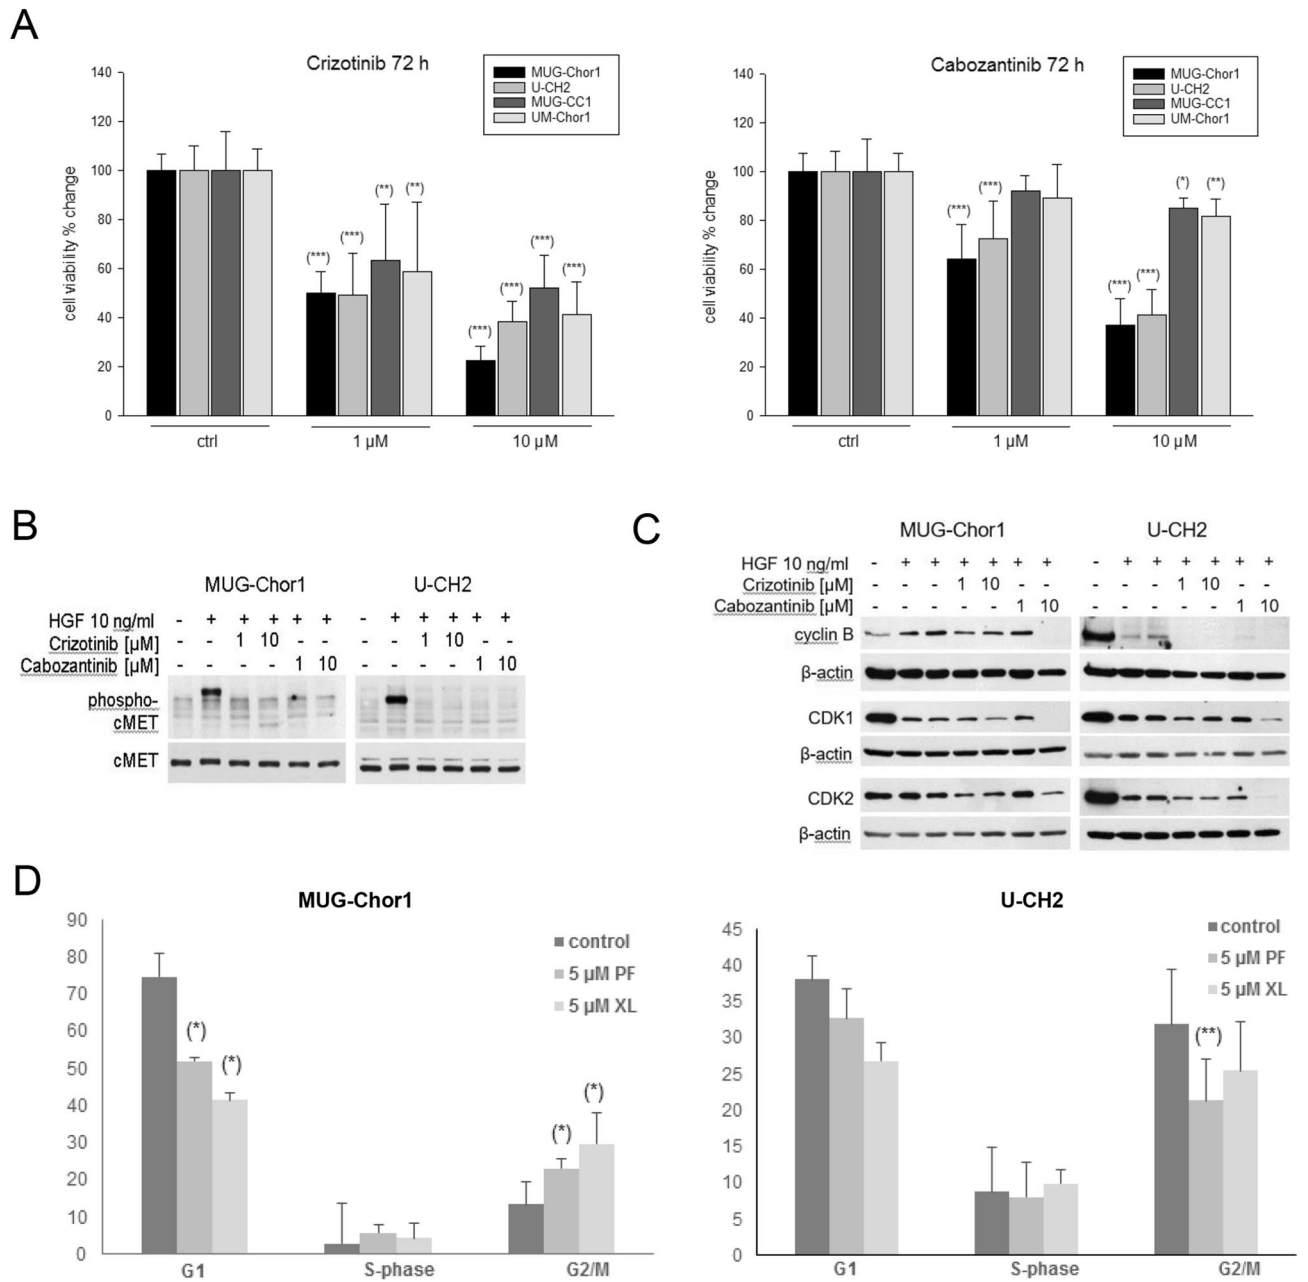 A
Crizotinib 72 h
MUG-Chor1
U-CH2
MUG-CC1
UM-Chor1
cell viability % change
140
120
100
80
60
40
20
0
(***)
(***)
(**)
(**)
(***)
(***)
(***)
(***)
ctrl
1 µM
10 µM
Cabozantinib 72 h
MUG-Chor1
U-CH2
MUG-CC1
UM-Chor1
cell viability % change
140
120
100
80
60
40
20
0
(***)
(***)
(***)
(***)
(*)
(**)
ctrl
1 µM
10 µM
B
MUG-Chor1
U-CH2
HGF 10 ng/ml - + + + + + - + + + + +
Crizotinib [µM] - - 1 10 - - - - 1 10 - -
Cabozantinib [µM] - - - - 1 10 - - - - 1 10
phospho-
cMET
cMET
C
MUG-Chor1
U-CH2
HGF 10 ng/ml - + + + + + + - + + + + + +
Crizotinib [µM] - - - 1 10 - - - - - 1 10 - -
Cabozantinib [µM] - - - - - 1 10 - - - - - 1 10
cyclin B
β-actin
CDK1
β-actin
CDK2
β-actin
D
MUG-Chor1
control
5 µM PF
5 µM XL
90
80
70
60
50
40
30
20
10
0
(*)
(*)
(*)
(*)
G1
S-phase
G2/M
U-CH2
control
5 µM PF
5 µM XL
45
40
35
30
25
20
15
10
5
0
(**)
G1
S-phase
G2/M